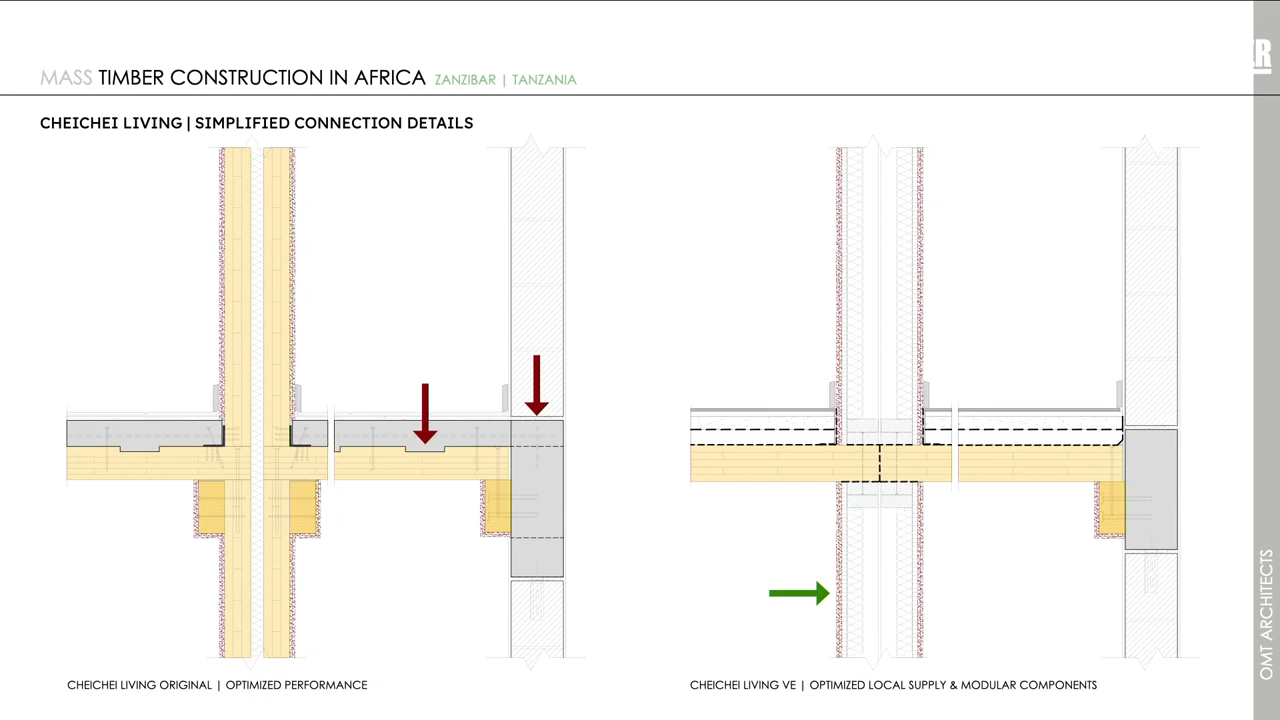 MASS TIMBER CONSTRUCTION IN AFRICA ZANZIBAR | TANZANIA
CHEICHEI LIVING | SIMPLIFIED CONNECTION DETAILS
CHEICHEI LIVING ORIGINAL | OPTIMIZED PERFORMANCE
CHEICHEI LIVING VE | OPTIMIZED LOCAL SUPPLY & MODULAR COMPONENTS
OMT ARCHITECTS